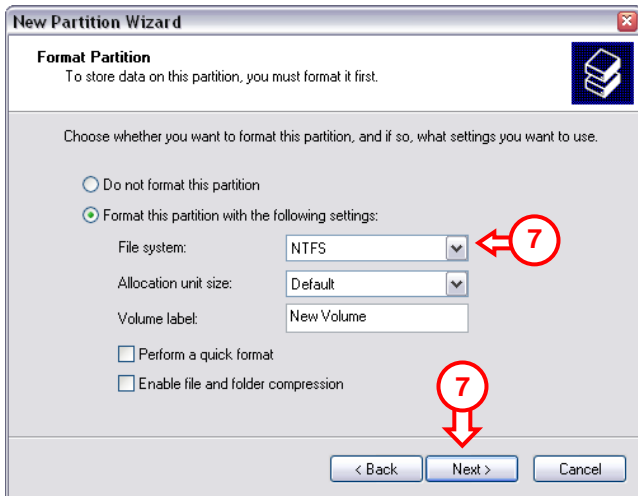 New Partition Wizard
Format Partition
To store data on this partition, you must format it first.
Choose whether you want to format this partition, and if so, what settings you want to use.
Do not format this partition
Format this partition with the following settings:
File system: NTFS 7
Allocation unit size: Default
Volume label: New Volume
Perform a quick format
Enable file and folder compression
7
< Back Next > Cancel